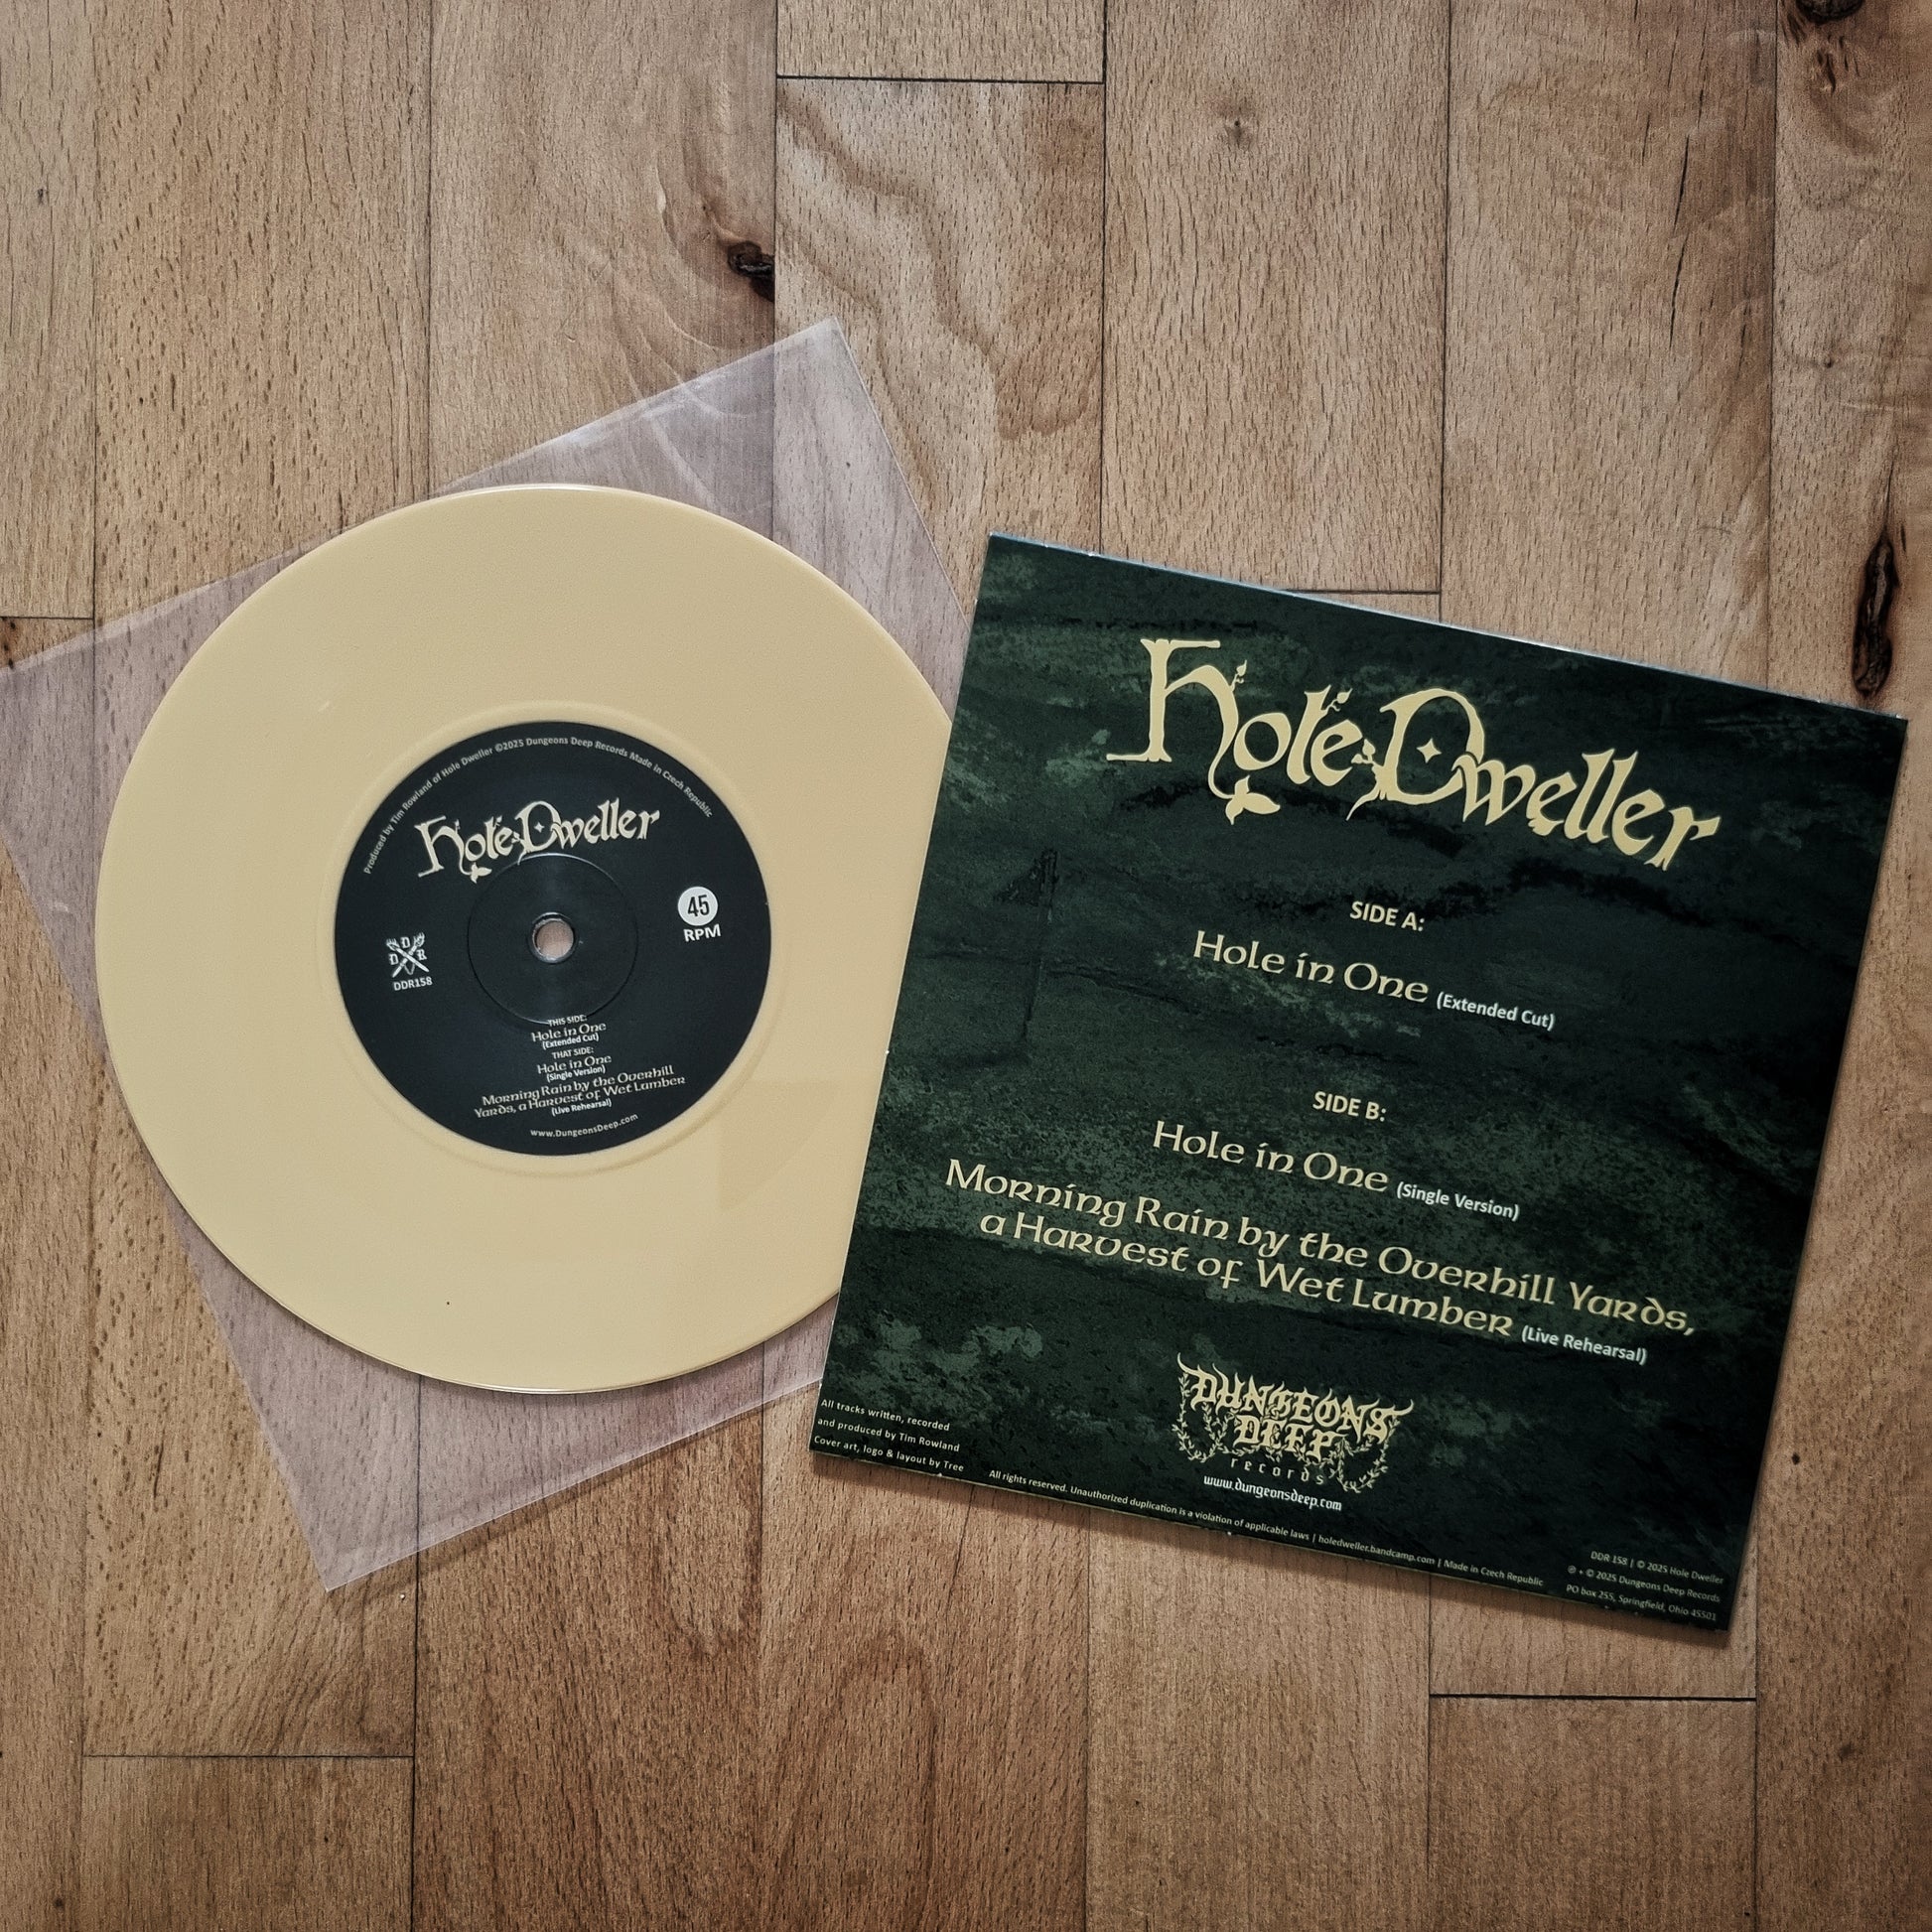 Produced by Tim Rowland of Hole Dweller ©2025 Dungeons Deep Records Made in Czech Republic
Hole Dweller
45
RPM
D
D R
DDR158
THIS SIDE:
Hole in One
(Extended Cut)
THAT SIDE:
Hole in One
(Single Version)
Morning Rain by the Overhill
Yards, a Harvest of Wet Lumber
(Live Rehearsal)
www.DungeonsDeep.com
Hole Dweller
SIDE A:
Hole in One (Extended Cut)
SIDE B:
Hole in One (Single Version)
Morning Rain by the Overhill Yards,
a Harvest of Wet Lumber (Live Rehearsal)
DUNGEONS
DEEP
records
www.dungeonsdeep.com
All tracks written, recorded
and produced by Tim Rowland
Cover art, logo & layout by Tree
All rights reserved. Unauthorized duplication is a violation of applicable laws | holedweller.bandcamp.com | Made in Czech Republic
DDR 158 | © 2025 Hole Dweller
℗ + © 2025 Dungeons Deep Records
PO box 255, Springfield, Ohio 45501